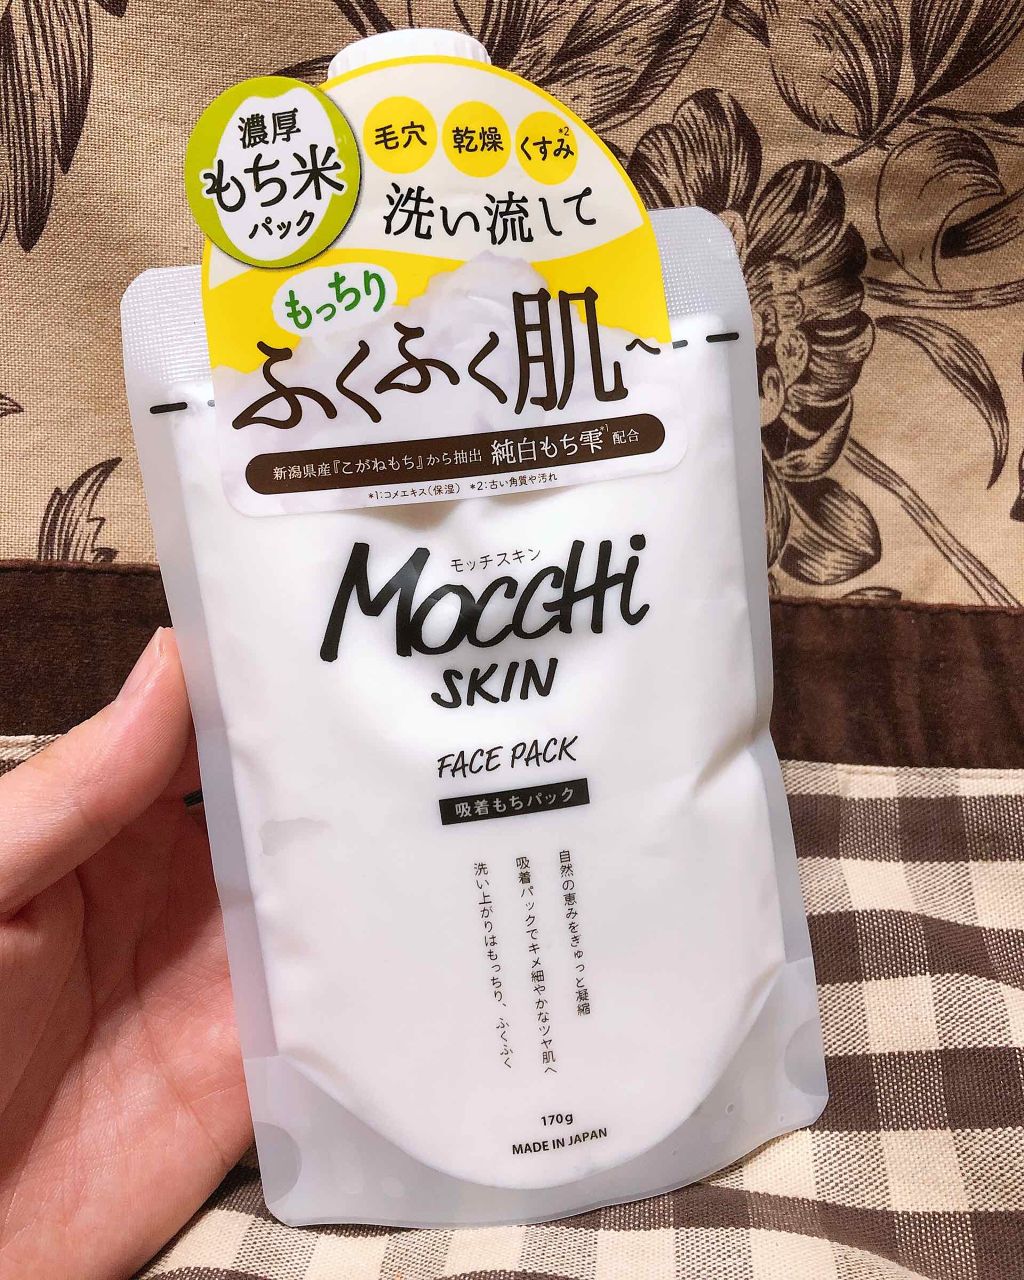 濃厚
もち米
パック
毛穴
乾燥
くすみ*2
洗い流して
もっちり
ふくふく肌へ
新潟県産『こがねもち』から抽出 純白もち雫*1配合
*1:コメエキス(保湿) *2:古い角質や汚れ
モッチスキン
MoccHi
SKIN
FACE PACK
吸着もちパック
自然の恵みをぎゅっと凝縮
吸着パックでキメ細やかなツヤ肌へ
洗い上がりはもっちり、ふくふく
170g
MADE IN JAPAN